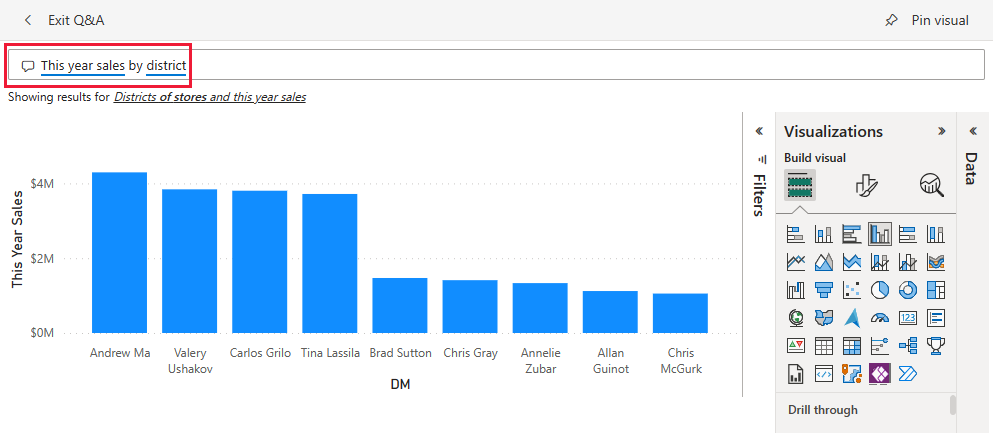 Exit Q&A
Pin visual
This year sales by district
Showing results for Districts of stores and this year sales
This Year Sales
$4M
$2M
$0M
Andrew Ma
Valery
Ushakov
Carlos Grilo
Tina Lassila
Brad Sutton
Chris Gray
Annelie
Zubar
Allan
Guinot
Chris
McGurk
DM
Filters
Visualizations
Build visual
123
Drill through
Data